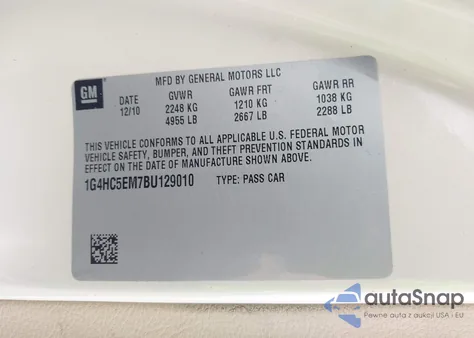 GM
MFD BY GENERAL MOTORS LLC
DATE GVWR GAWR FRT GAWR RR
12/10 2248 KG 1210 KG 1038 KG
4955 LB 2667 LB 2288 LB
THIS VEHICLE CONFORMS TO ALL APPLICABLE U.S. FEDERAL MOTOR
VEHICLE SAFETY, BUMPER, AND THEFT PREVENTION STANDARDS IN
EFFECT ON THE DATE OF MANUFACTURE SHOWN ABOVE.
1G4HC5EM7BU129010 TYPE: PASS CAR
autoSnap
Pewne auta z aukcji USA i EU